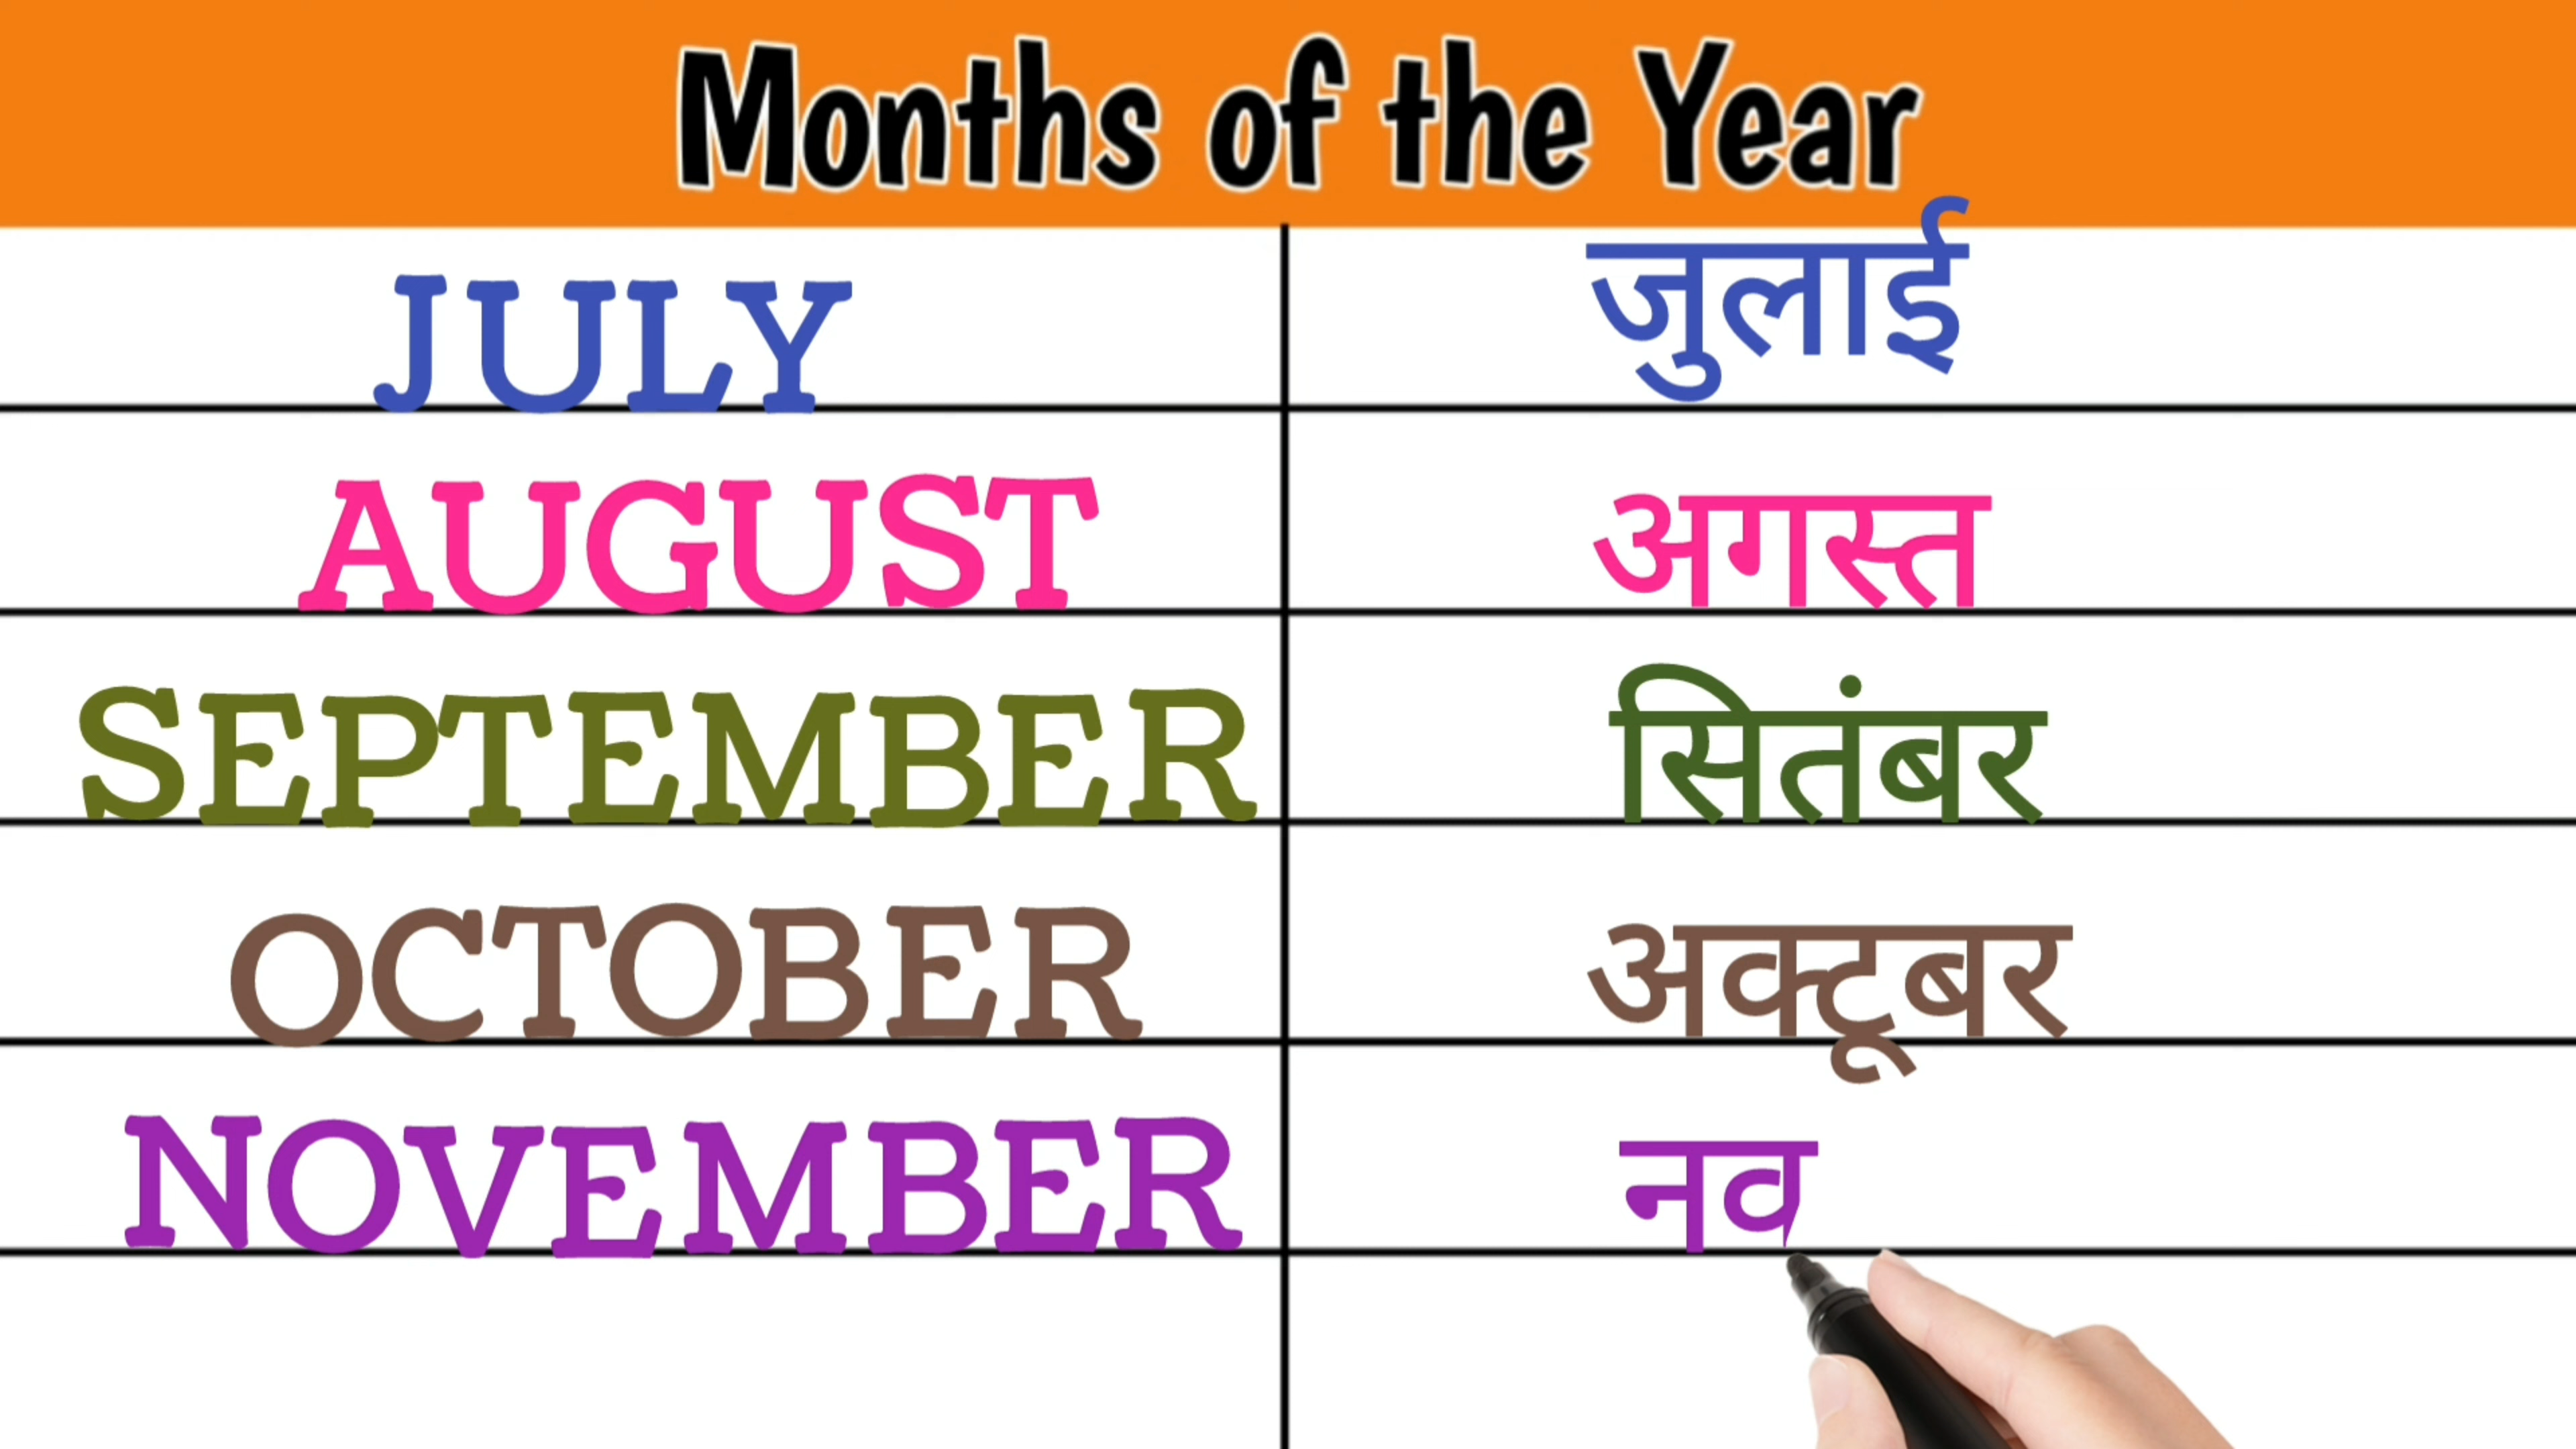 Months of the Year
JULY जुलाई
AUGUST अगस्त
SEPTEMBER सितंबर
OCTOBER अक्टूबर
NOVEMBER नव